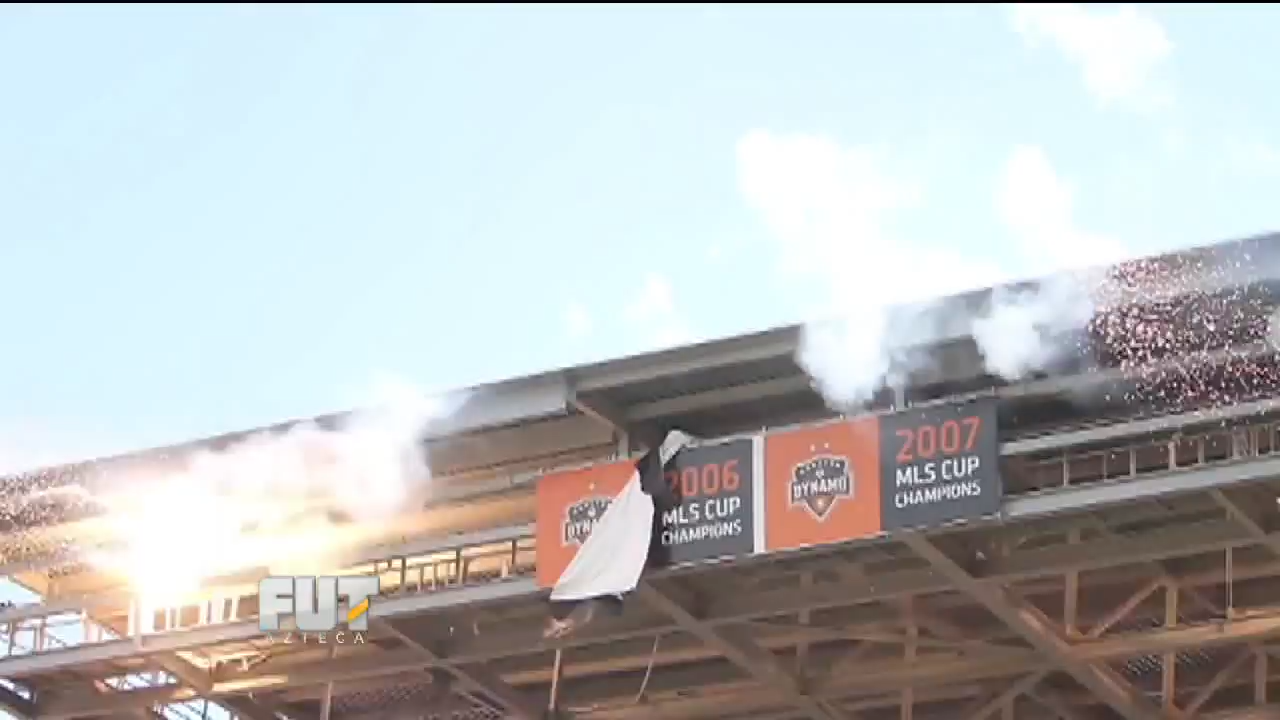 2006
MLS CUP
CHAMPIONS
DYNAMO
2007
MLS CUP
CHAMPIONS
FUT
AZTECA